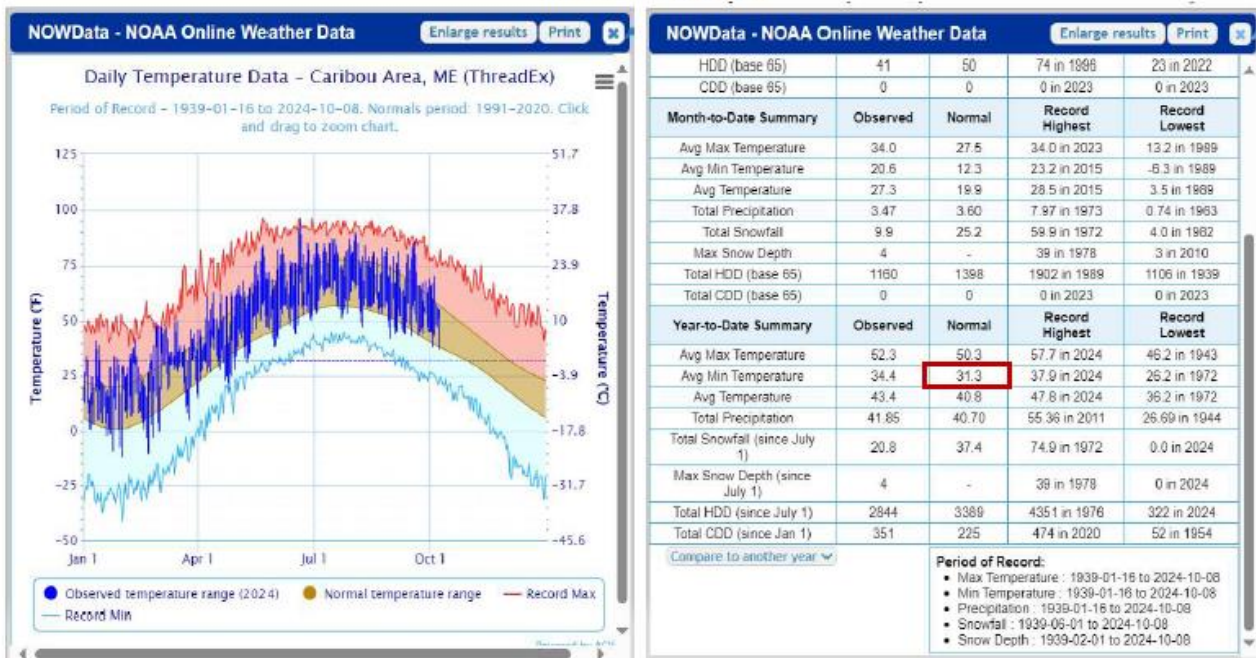 NOWData - NOAA Online Weather Data Enlarge results Print x
Daily Temperature Data - Caribou Area, ME (ThreadEx)
Period of Record - 1939-01-16 to 2024-10-08. Normals period: 1991-2020. Click
and drag to zoom chart.
125 51.7
100 37.8
75 23.9
50 10
25 -3.9
0 -17.8
-25 -31.7
-50 -45.6
Temperature (°F)
Temperature (°C)
Jan 1 Apr 1 Jul 1 Oct 1
Observed temperature range (2024) Normal temperature range Record Max
Record Min
NOWData - NOAA Online Weather Data Enlarge results Print x
HDD (base 65) 41 50 74 in 1896 23 in 2022
CDD (base 65) 0 0 0 in 2023 0 in 2023
Month-to-Date Summary Observed Normal Record Highest Record Lowest
Avg Max Temperature 34.0 27.5 34.0 in 2023 13.2 in 1989
Avg Min Temperature 20.6 12.3 23.2 in 2015 -6.3 in 1989
Avg Temperature 27.3 19.9 28.5 in 2015 3.5 in 1989
Total Precipitation 3.47 3.60 7.97 in 1973 0.74 in 1963
Total Snowfall 9.9 25.2 59.9 in 1972 4.0 in 1982
Max Snow Depth 4 - 39 in 1978 3 in 2010
Total HDD (base 65) 1160 1398 1902 in 1989 1106 in 1939
Total CDD (base 65) 0 0 0 in 2023 0 in 2023
Year-to-Date Summary Observed Normal Record Highest Record Lowest
Avg Max Temperature 52.3 50.3 57.7 in 2024 46.2 in 1943
Avg Min Temperature 34.4 31.3 37.9 in 2024 26.2 in 1972
Avg Temperature 43.4 40.8 47.8 in 2024 36.2 in 1972
Total Precipitation 41.85 40.70 55.36 in 2011 26.69 in 1944
Total Snowfall (since July 1) 20.8 37.4 74.9 in 1972 0.0 in 2024
Max Snow Depth (since July 1) 4 - 39 in 1978 0 in 2024
Total HDD (since July 1) 2844 3389 4351 in 1976 322 in 2024
Total CDD (since Jan 1) 351 225 474 in 2020 52 in 1954
Compare to another year
Period of Record:
• Max Temperature : 1939-01-16 to 2024-10-08
• Min Temperature : 1939-01-16 to 2024-10-08
• Precipitation : 1939-01-16 to 2024-10-08
• Snowfall : 1939-06-01 to 2024-10-08
• Snow Depth : 1939-02-01 to 2024-10-08